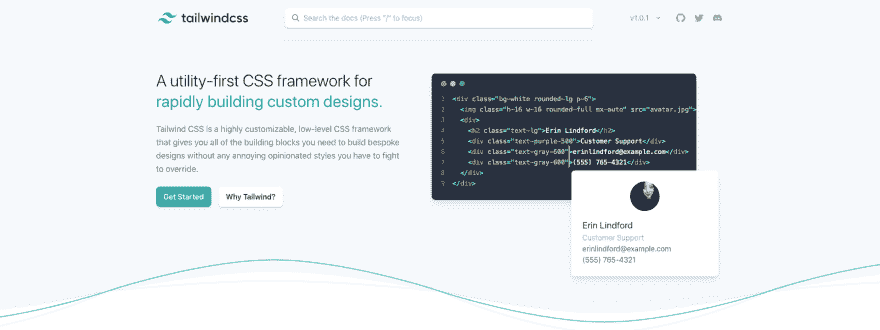 tailwindcss
Search the docs (Press "/" to focus)
v1.0.1
A utility-first CSS framework for
rapidly building custom designs.
Tailwind CSS is a highly customizable, low-level CSS framework
that gives you all of the building blocks you need to build bespoke
designs without any annoying opinionated styles you have to fight
to override.
Get Started
Why Tailwind?
1 <div class="bg-white rounded-lg p-6">
2 <img class="h-16 w-16 rounded-full mx-auto" src="avatar.jpg">
3 <div>
4 <h2 class="text-lg">Erin Lindford</h2>
5 <div class="text-purple-500">Customer Support</div>
6 <div class="text-gray-600">erinlindford@example.com</div>
7 <div class="text-gray-600">(555) 765-4321</div>
8 </div>
9 </div>
Erin Lindford
Customer Support
erinlindford@example.com
(555) 765-4321